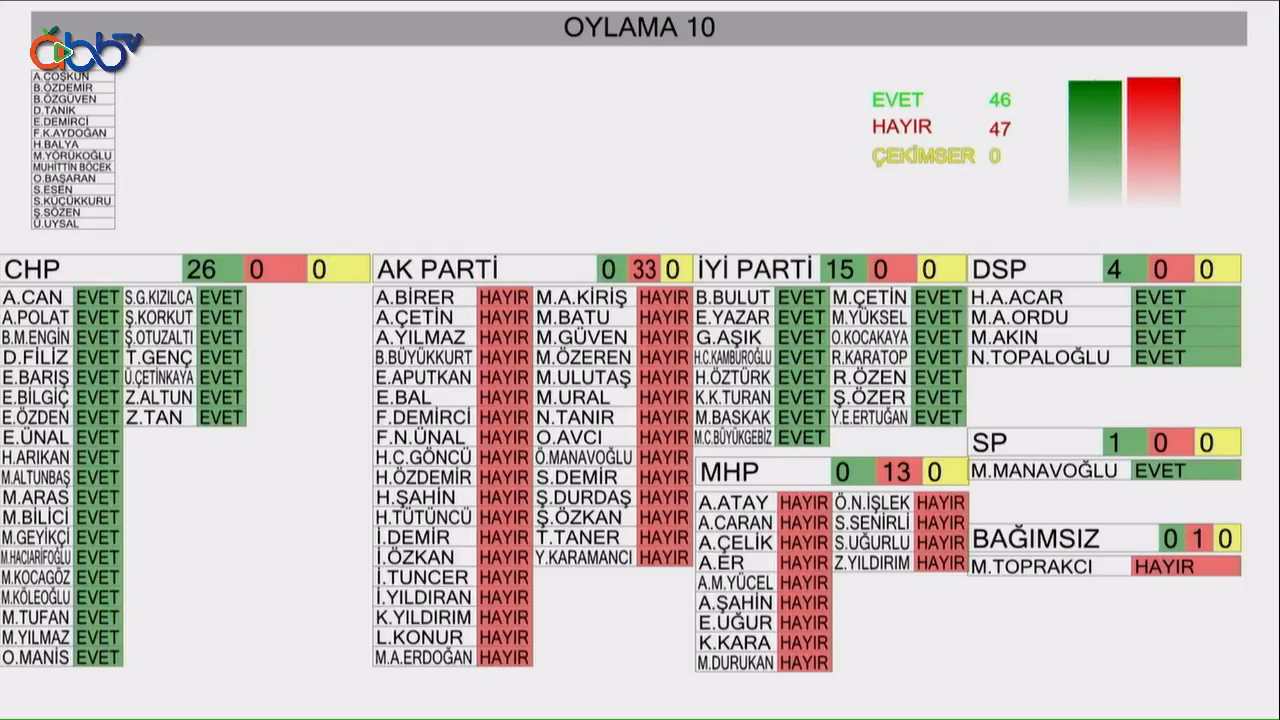 OYLAMA 10
abb TV
A.COŞKUN
B.ÖZDEMİR
B.ÖZGÜVEN
D.TANIK
E.DEMİRCİ
F.K.AYDOĞAN
H.BALYA
M.YÖRÜKOĞLU
MUHİTTİN BÖCEK
O.BAŞARAN
S.ESEN
S.KÜÇÜKKURU
Ş.SÖZEN
Ü.UYSAL
EVET 46
HAYIR 47
ÇEKİMSER 0
CHP 26 0 0
A.CAN EVET S.G.KIZILCA EVET
A.POLAT EVET Ş.KORKUT EVET
B.M.ENGİN EVET Ş.OTUZALTI EVET
D.FİLİZ EVET T.GENÇ EVET
E.BARIŞ EVET Ü.ÇETİNKAYA EVET
E.BİLGİÇ EVET Z.ALTUN EVET
E.ÖZDEN EVET Z.TAN EVET
E.ÜNAL EVET
H.ARIKAN EVET
M.ALTUNBAŞ EVET
M.ARAS EVET
M.BİLİCİ EVET
M.GEYİKÇİ EVET
M.HACIARİFOĞLU EVET
M.KOCAGÖZ EVET
M.KÖLEOĞLU EVET
M.TUFAN EVET
M.YILMAZ EVET
O.MANİS EVET
AK PARTİ 0 33 0
A.BİRER HAYIR M.A.KİRİŞ HAYIR
A.ÇETİN HAYIR M.BATU HAYIR
A.YILMAZ HAYIR M.GÜVEN HAYIR
B.BÜYÜKKURT HAYIR M.ÖZEREN HAYIR
E.APUTKAN HAYIR M.ULUTAŞ HAYIR
E.BAL HAYIR M.URAL HAYIR
F.DEMİRCİ HAYIR N.TANIR HAYIR
F.N.ÜNAL HAYIR O.AVCI HAYIR
H.C.GÖNCÜ HAYIR Ö.MANAVOĞLU HAYIR
H.ÖZDEMİR HAYIR S.DEMİR HAYIR
H.ŞAHİN HAYIR Ş.DURDAŞ HAYIR
H.TÜTÜNCÜ HAYIR Ş.ÖZKAN HAYIR
İ.DEMİR HAYIR T.TANER HAYIR
İ.ÖZKAN HAYIR Y.KARAMANCI HAYIR
İ.TUNCER HAYIR
İ.YILDIRAN HAYIR
K.YILDIRIM HAYIR
L.KONUR HAYIR
M.A.ERDOĞAN HAYIR
İYİ PARTİ 15 0 0
B.BULUT EVET M.ÇETİN EVET
E.YAZAR EVET M.YÜKSEL EVET
G.AŞIK EVET O.KOCAKAYA EVET
H.C.KAMBUROĞLU EVET R.KARATOP EVET
H.ÖZTÜRK EVET R.ÖZEN EVET
K.K.TURAN EVET Ş.ÖZER EVET
M.BASKAK EVET Y.E.ERTUĞAN EVET
M.C.BÜYÜKGEBİZ EVET
MHP 0 13 0
A.ATAY HAYIR Ö.N.İŞLEK HAYIR
A.CARAN HAYIR S.SENİRLİ HAYIR
A.ÇELİK HAYIR S.UĞURLU HAYIR
A.ER HAYIR Z.YILDIRIM HAYIR
A.M.YÜCEL HAYIR
A.ŞAHİN HAYIR
E.UĞUR HAYIR
K.KARA HAYIR
M.DURUKAN HAYIR
DSP 4 0 0
H.A.ACAR EVET
M.A.ORDU EVET
M.AKIN EVET
N.TOPALOĞLU EVET
SP 1 0 0
M.MANAVOĞLU EVET
BAĞIMSIZ 0 1 0
M.TOPRAKCI HAYIR